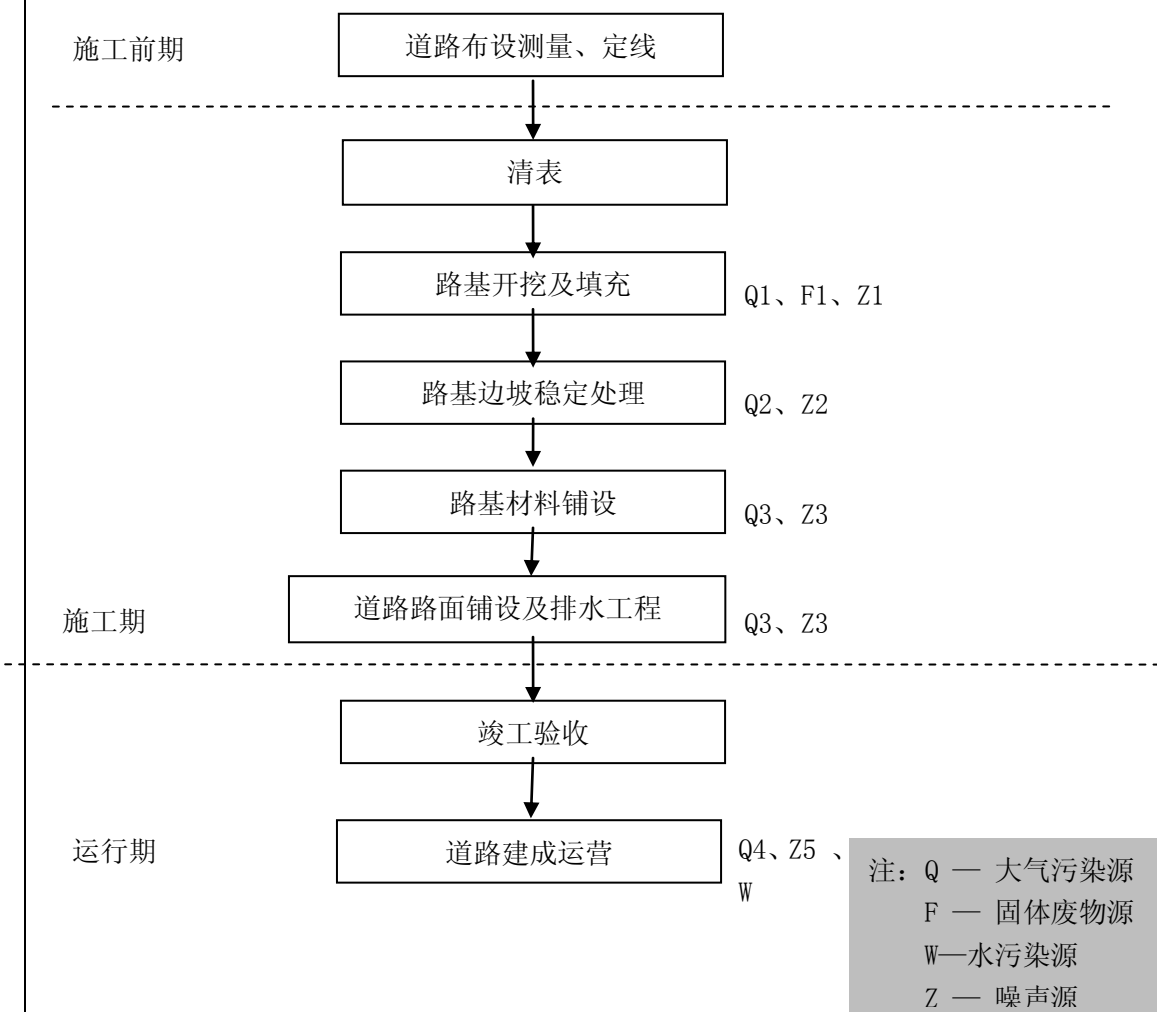 施工前期
道路布设测量、定线
清表
路基开挖及填充
Q1、F1、Z1
路基边坡稳定处理
Q2、Z2
路基材料铺设
Q3、Z3
施工期
道路路面铺设及排水工程
Q3、Z3
竣工验收
运行期
道路建成运营
Q4、Z5 、
W
注：Q — 大气污染源
F — 固体废物源
W—水污染源
Z — 噪声源